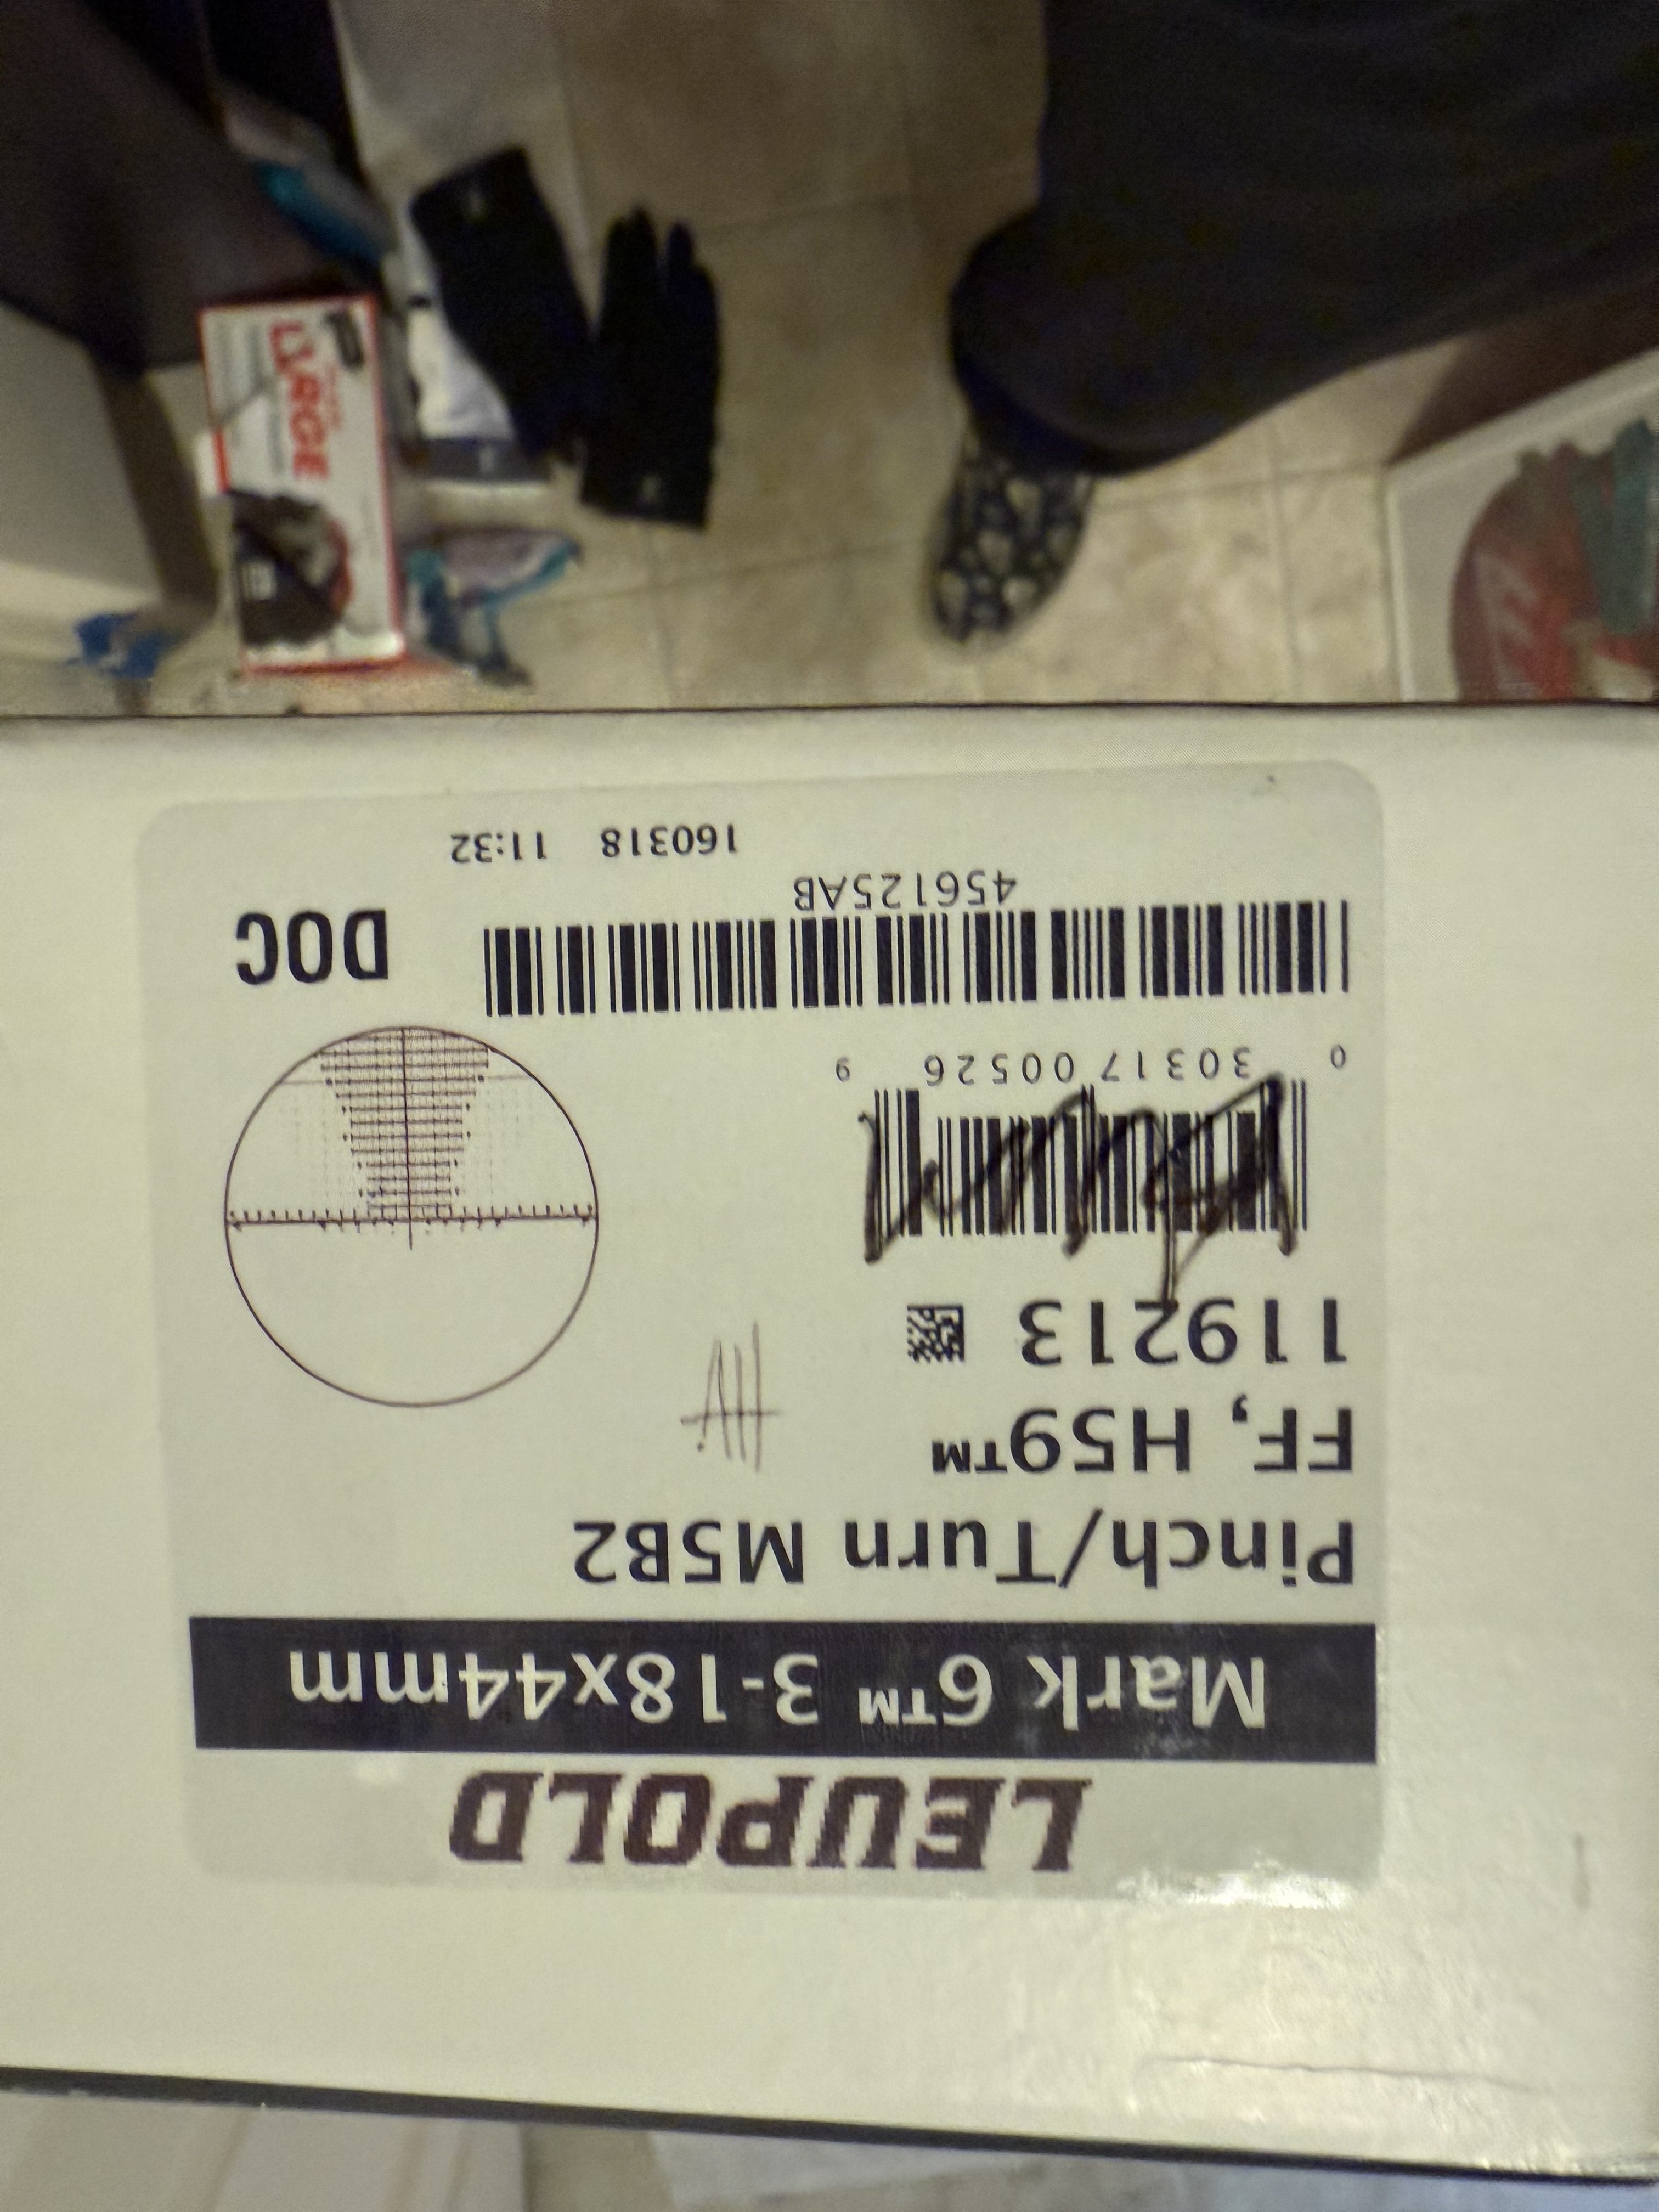 LEUPOLD
Mark 6™ 3-18x44mm
Pinch/Turn M5B2
FF, H59™
119213
0 30317 00526 9
456125AB
DOC
160318 11:32
LARGE